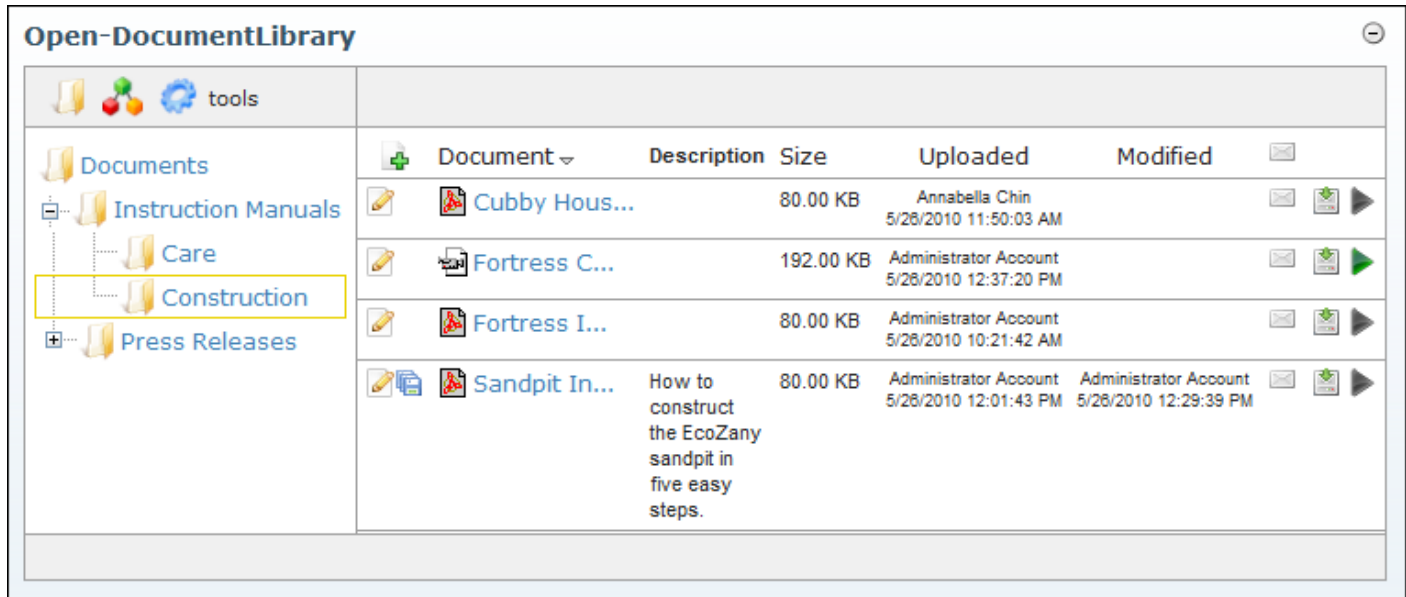 Open-DocumentLibrary
tools
Documents
Instruction Manuals
Care
Construction
Press Releases
Document Description Size Uploaded Modified
Cubby Hous... 80.00 KB Annabella Chin
5/26/2010 11:50:03 AM
Fortress C... 192.00 KB Administrator Account
5/26/2010 12:37:20 PM
Fortress I... 80.00 KB Administrator Account
5/26/2010 10:21:42 AM
Sandpit In... How to 80.00 KB Administrator Account Administrator Account
construct 5/26/2010 12:01:43 PM 5/26/2010 12:29:39 PM
the EcoZany
sandpit in
five easy
steps.